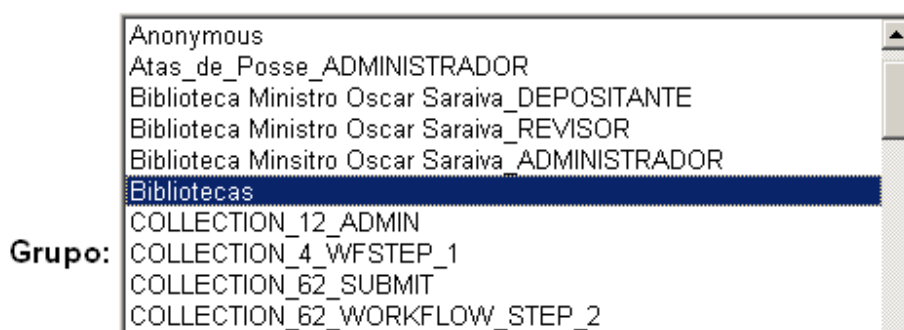 Anonymous
Atas_de_Posse_ADMINISTRADOR
Biblioteca Ministro Oscar Saraiva_DEPOSITANTE
Biblioteca Ministro Oscar Saraiva_REVISOR
Biblioteca Minsitro Oscar Saraiva_ADMINISTRADOR
Bibliotecas
COLLECTION_12_ADMIN
Grupo: COLLECTION_4_WFSTEP_1
COLLECTION_62_SUBMIT
COLLECTION_62_WORKFLOW_STEP_2